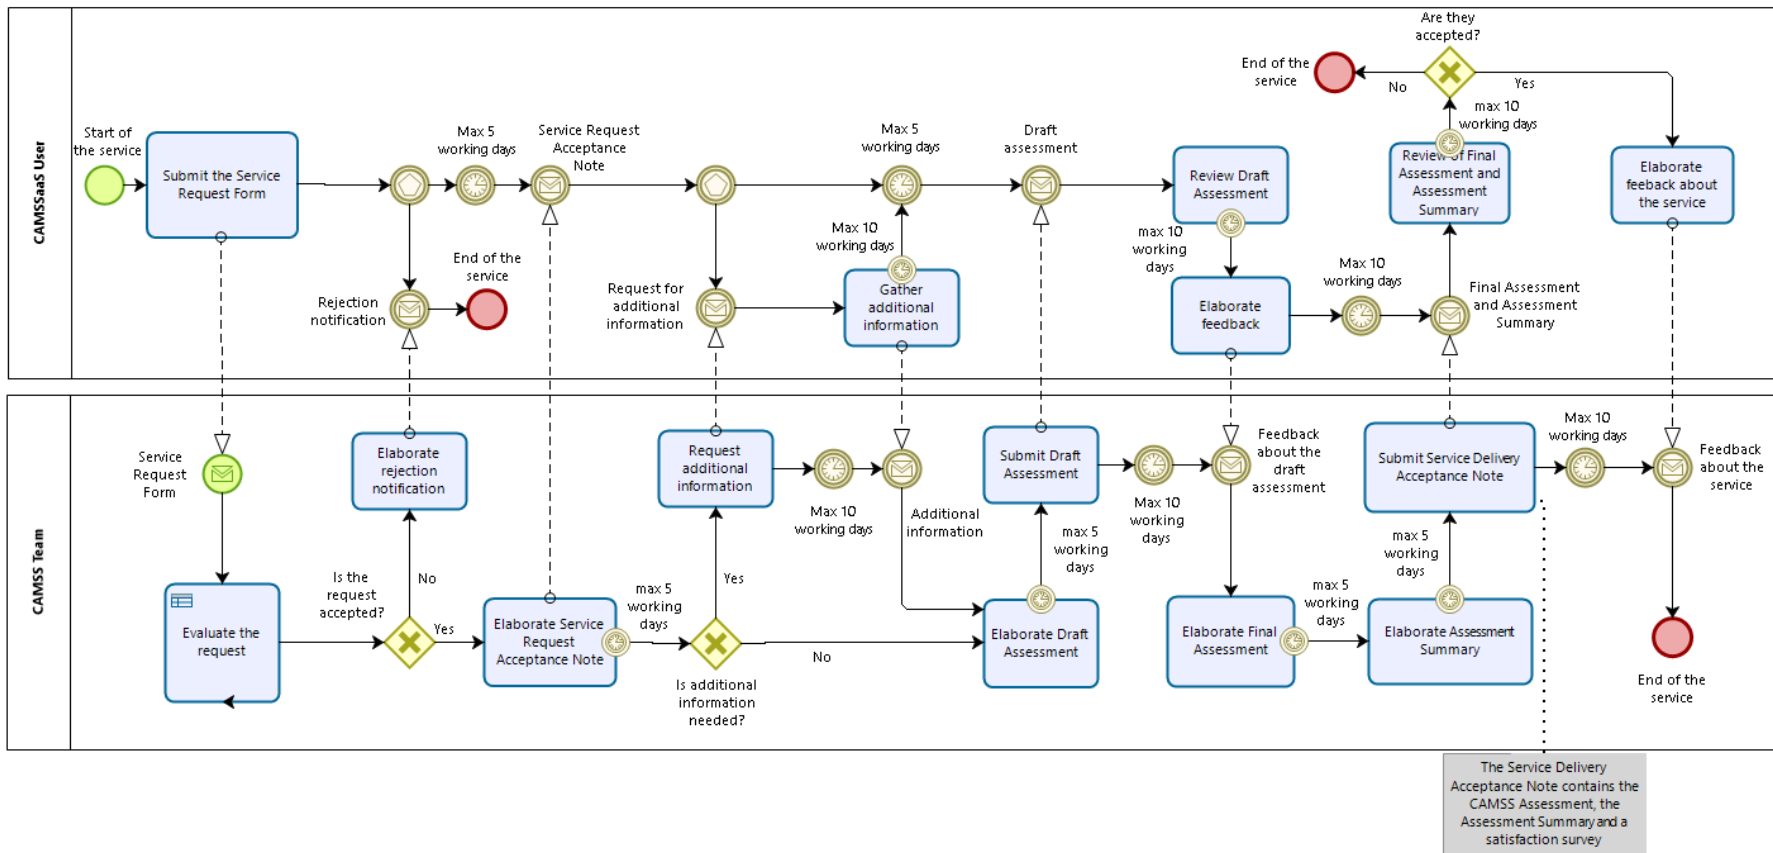 CAMSSaaS User
Start of
the service
Submit the Service
Request Form
Max 5
working days
Service Request
Acceptance
Note
Rejection
notification
End of the
service
Request for
additional
information
Max 5
working days
Max 10
working days
Gather
additional
information
Draft
assessment
Review Draft
Assessment
max 10
working
days
Elaborate
feedback
Max 10
working days
Final Assessment
and Assessment
Summary
Review of Final
Assessment and
Assessment
Summary
max 10
working days
Are they
accepted?
No
Yes
End of the
service
Elaborate
feeback about
the service
CAMSS Team
Service
Request
Form
Evaluate the
request
Is the
request
accepted?
No
Yes
Elaborate
rejection
notification
Elaborate Service
Request
Acceptance Note
max 5
working
days
Is additional
information
needed?
Yes
No
Request
additional
information
Max 10
working days
Additional
information
Elaborate Draft
Assessment
max 5
working
days
Submit Draft
Assessment
Max 10
working
days
Feedback
about the
draft
assessment
Elaborate Final
Assessment
max 5
working
days
Elaborate Assessment
Summary
max 5
working
days
Submit Service Delivery
Acceptance Note
Max 10
working days
Feedback
about the
service
End of the
service
The Service Delivery
Acceptance Note contains the
CAMSS Assessment, the
Assessment Summary and a
satisfaction survey